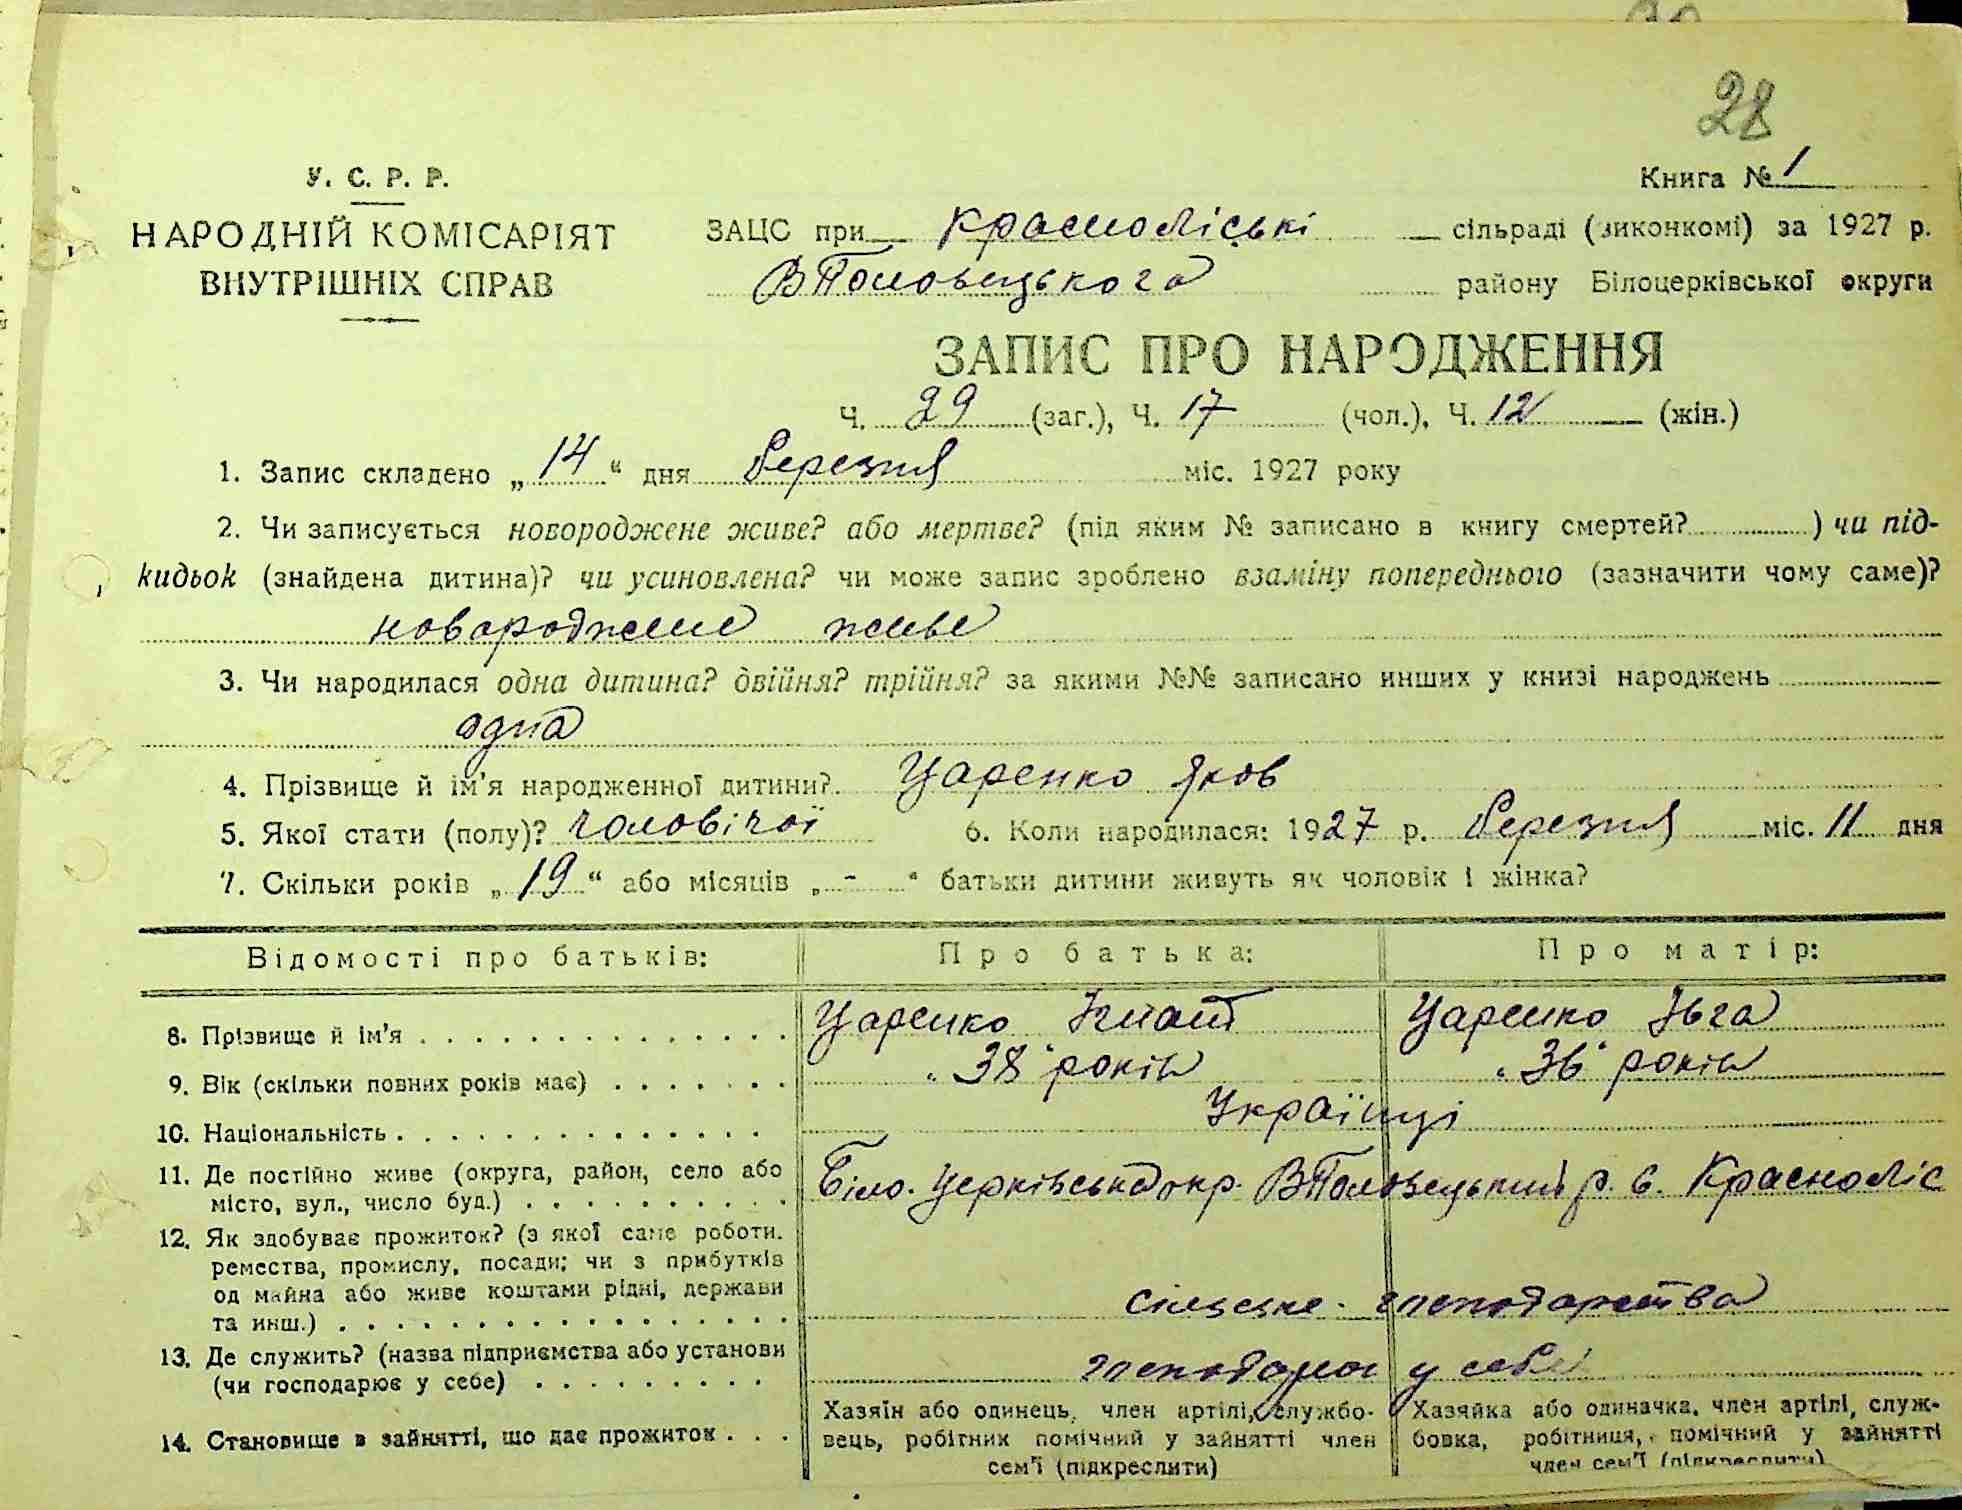 28
Книга № 1
У. С. Р. Р.
НАРОДНІЙ КОМІСАРІЯТ
ВНУТРІШНІХ СПРАВ
ЗАЦС при Красноліські сільраді (виконкомі) за 1927 р.
ВПоловецького району Білоцерківської округи
ЗАПИС ПРО НАРОДЖЕННЯ
Ч. 29 (заг.), Ч. 17 (чол.), Ч. 12 (жін.)
1. Запис складено „ 14 “ дня березня міс. 1927 року
2. Чи записується новороджене живе? або мертве? (під яким № записано в книгу смертей? ) чи під-
кидьок (знайдена дитина)? чи усиновлена? чи може запис зроблено взаміну попереднього (зазначити чому саме)?
новороджене живе
3. Чи народилася одна дитина? двійня? трійня? за якими №№ записано инших у книзі народжень
одна
4. Прізвище й ім'я народженної дитини? Царенко Яков
5. Якої стати (полу)? чоловічої 6. Коли народилася: 1927 р. березня міс. 11 дня
7. Скільки років „ 19 “ або місяців „ - “ батьки дитини живуть як чоловік і жінка?
Відомості про батьків: Про батька: Про матір:
8. Прізвище й ім'я Царенко Ігнат Царенко Івга
9. Вік (скільки повних років має) „38“ років „36“ років
10. Національність Українці
11. Де постійно живе (округа, район, село або
місто, вул., число буд.) Біло-Церківська окр. ВПоловецький р. с. Краснеліс
12. Як здобуває прожиток? (з якої саме роботи.
ремества, промислу, посади; чи з прибутків
од майна або живе коштами рідні, держави
та инш.) сільське господарства
13. Де служить? (назва підприємства або установи
(чи господарює у себе) господарює у себе
14. Становище в зайнятті, що дає прожиток
Хазяїн або одинець, член артілі, службо-
вець, робітник помічний у зайнятті член
сем'ї (підкреслити)
Хазяйка або одиначка, член артілі, служ-
бовка, робітниця, помічний у зайнятті
член сем'ї (підкреслити)